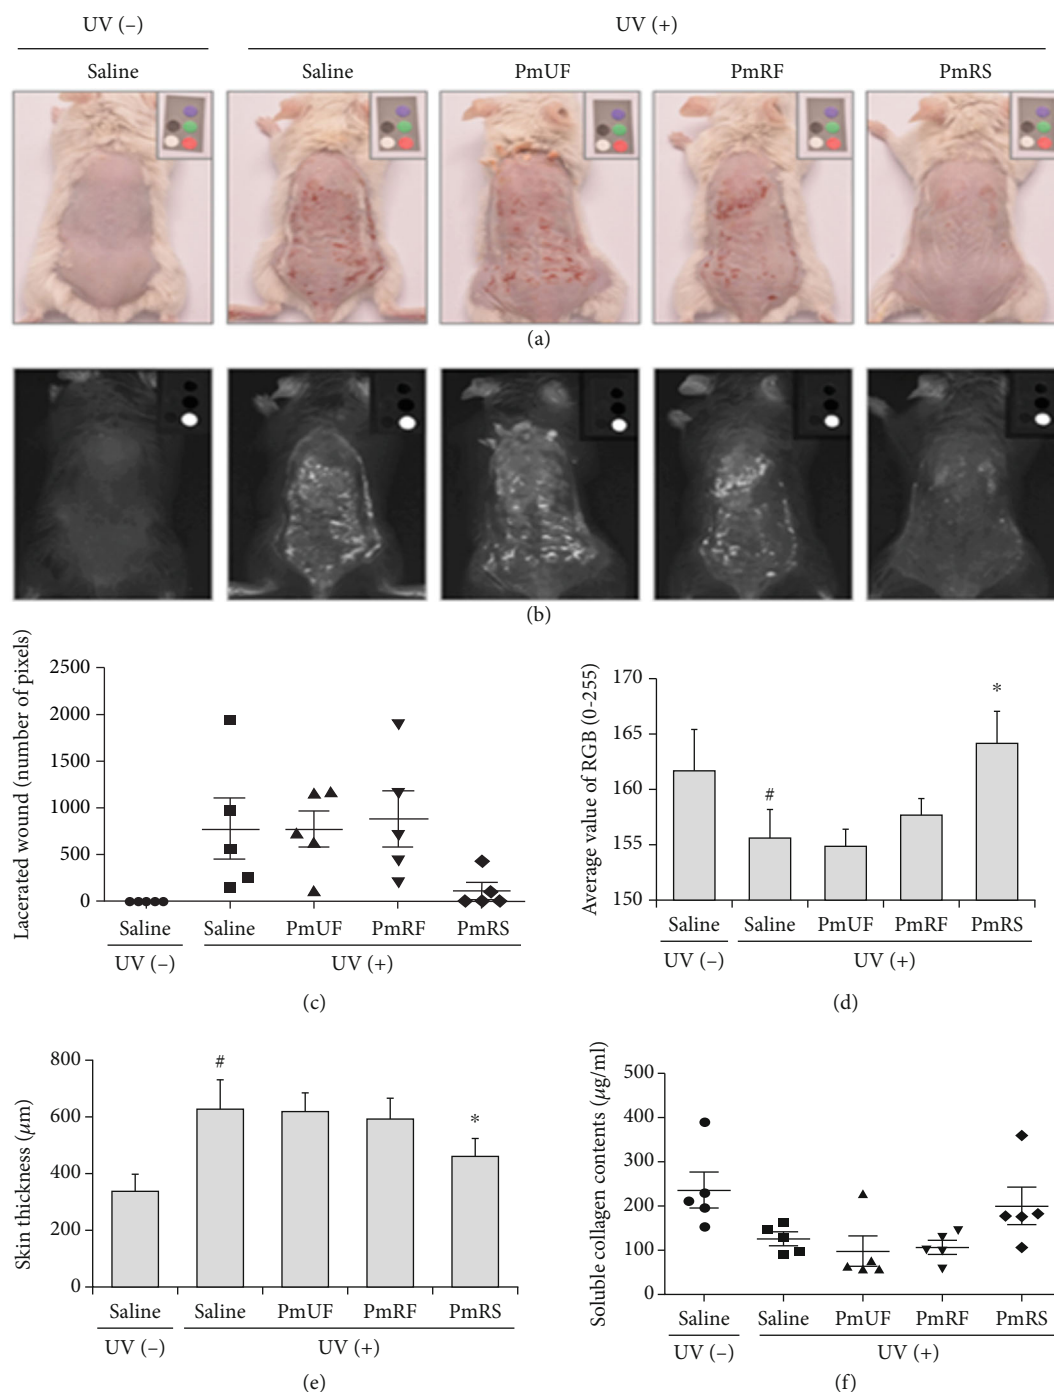 UV (–) UV (+)
Saline Saline PmUF PmRF PmRS
(a)
(b)
Lacerated wound (number of pixels)
2500
2000
1500
1000
500
0
Saline Saline PmUF PmRF PmRS
UV (–) UV (+)
(c)
Average value of RGB (0-255)
170
165
160
155
150
#
*
Saline Saline PmUF PmRF PmRS
UV (–) UV (+)
(d)
Skin thickness (μm)
800
600
400
200
0
#
*
Saline Saline PmUF PmRF PmRS
UV (–) UV (+)
(e)
Soluble collagen contents (μg/ml)
500
400
300
200
100
0
Saline Saline PmUF PmRF PmRS
UV (–) UV (+)
(f)